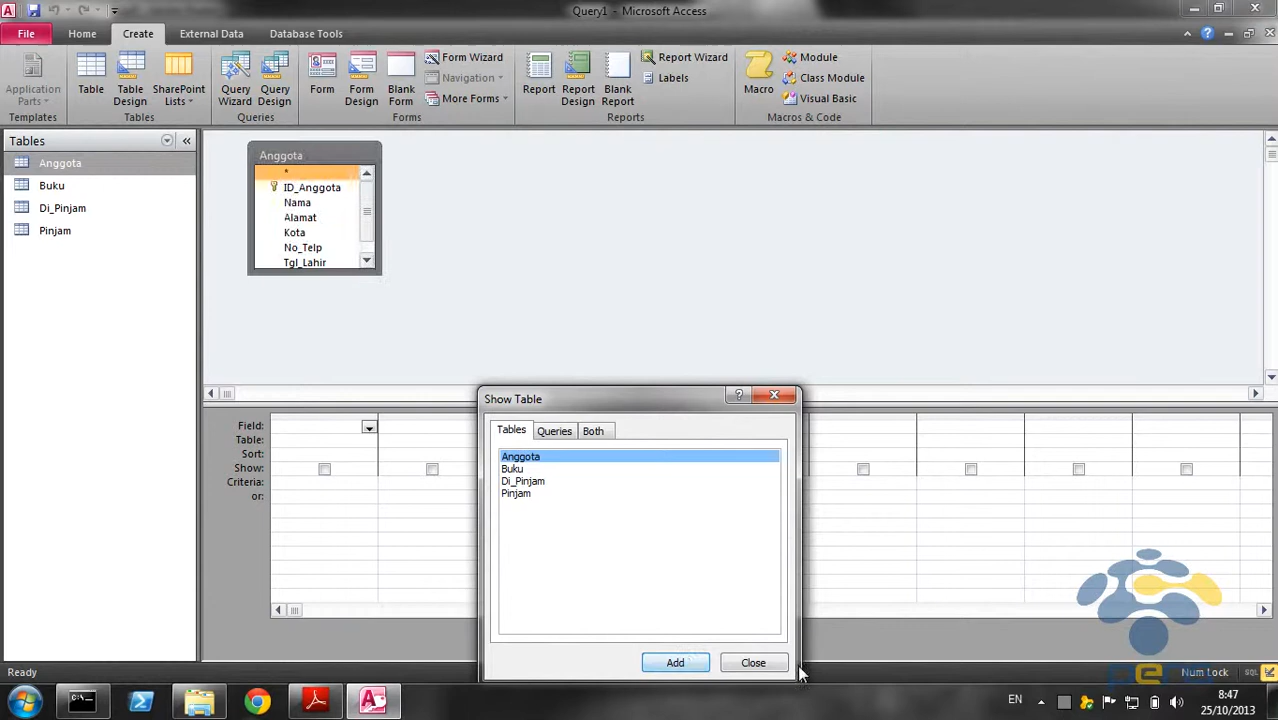 Query1 - Microsoft Access
File Home Create External Data Database Tools
Application Parts
Table
Table Design
SharePoint Lists
Query Wizard
Query Design
Form
Form Design
Blank Form
Form Wizard
Navigation
More Forms
Report
Report Design
Blank Report
Report Wizard
Labels
Macro
Module
Class Module
Visual Basic
Templates Tables Queries Forms Reports Macros & Code
Tables
Anggota
Buku
Di_Pinjam
Pinjam
Anggota
*
ID_Anggota
Nama
Alamat
Kota
No_Telp
Tgl_Lahir
Field:
Table:
Sort:
Show:
Criteria:
or:
Show Table
Tables Queries Both
Anggota
Buku
Di_Pinjam
Pinjam
Add Close
Ready Num Lock SQL
EN 8:47
25/10/2013